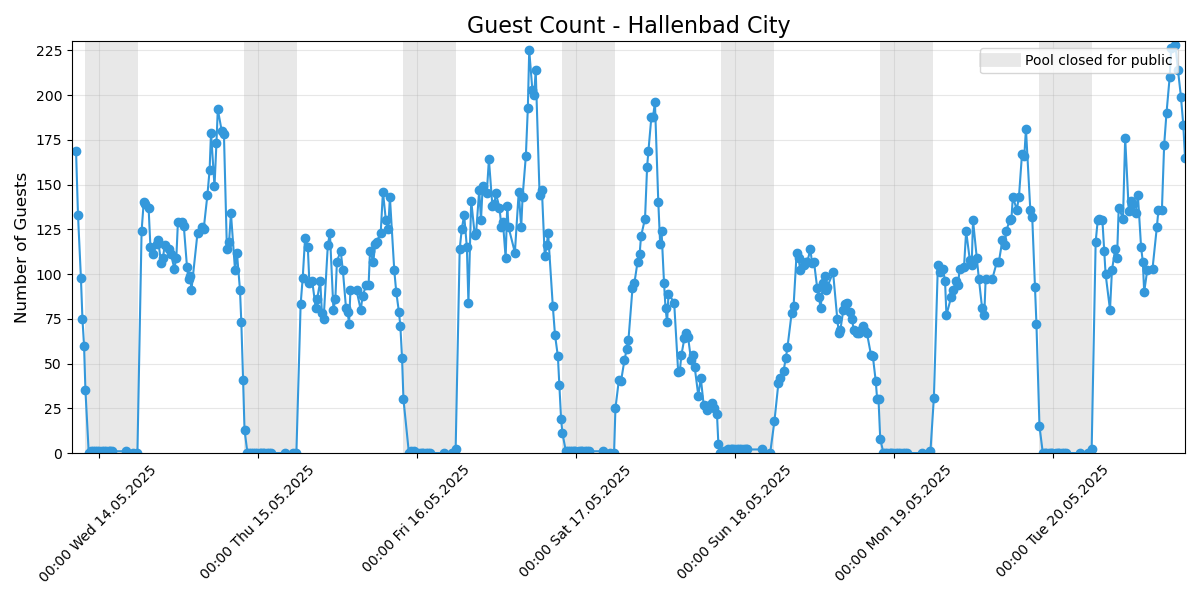 Guest Count - Hallenbad City
Pool closed for public
Number of Guests
225
200
175
150
125
100
75
50
25
0
00:00 Wed 14.05.2025
00:00 Thu 15.05.2025
00:00 Fri 16.05.2025
00:00 Sat 17.05.2025
00:00 Sun 18.05.2025
00:00 Mon 19.05.2025
00:00 Tue 20.05.2025